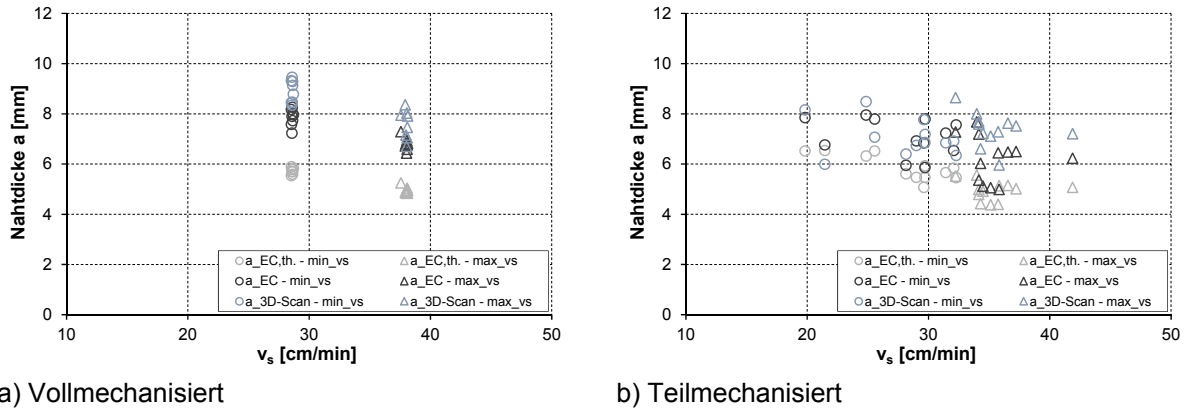 12
10
8
6
4
2
0
Nahtdicke a [mm]
a_EC,th. - min_vs
a_EC,th. - max_vs
a_EC - min_vs
a_EC - max_vs
a_3D-Scan - min_vs
a_3D-Scan - max_vs
10 20 30 40 50
v_s [cm/min]
a) Vollmechanisiert
12
10
8
6
4
2
0
Nahtdicke a [mm]
a_EC,th. - min_vs
a_EC,th. - max_vs
a_EC - min_vs
a_EC - max_vs
a_3D-Scan - min_vs
a_3D-Scan - max_vs
10 20 30 40 50
v_s [cm/min]
b) Teilmechanisiert